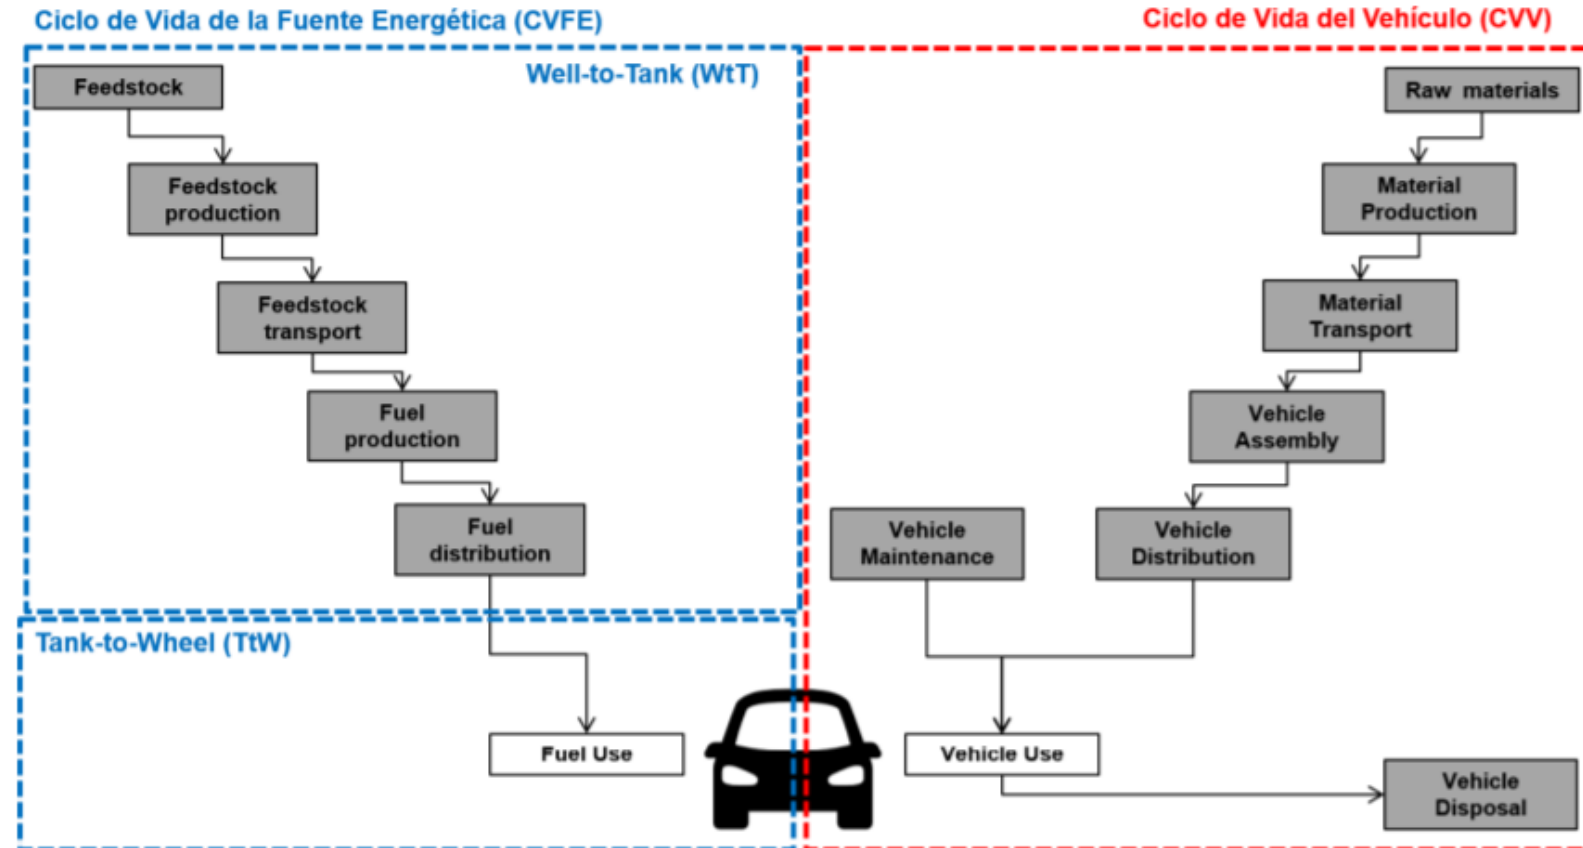 Ciclo de Vida de la Fuente Energética (CVFE)
Well-to-Tank (WtT)
Feedstock
Feedstock
production
Feedstock
transport
Fuel
production
Fuel
distribution
Tank-to-Wheel (TtW)
Fuel Use
Ciclo de Vida del Vehículo (CVV)
Raw materials
Material
Production
Material
Transport
Vehicle
Assembly
Vehicle
Maintenance
Vehicle
Distribution
Vehicle Use
Vehicle
Disposal